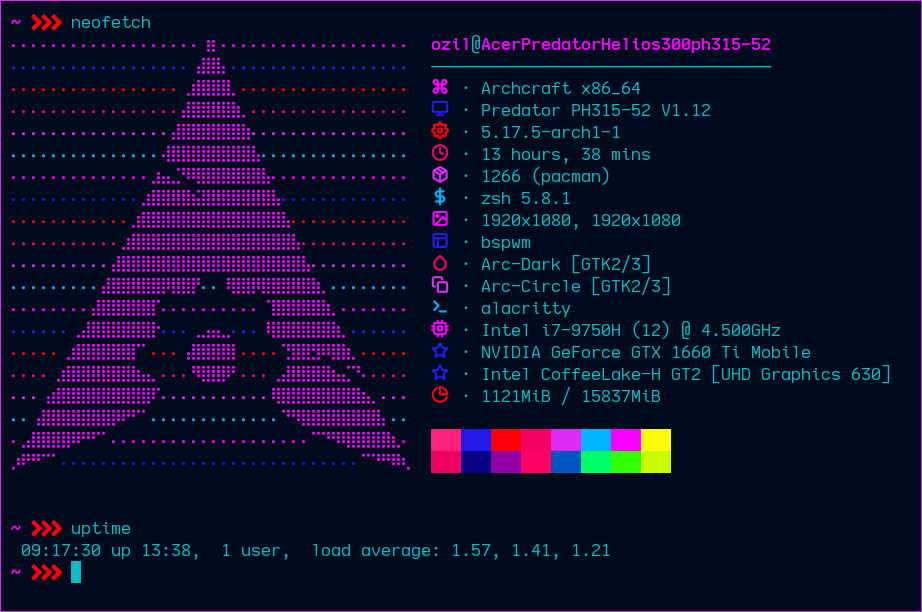 ~ ❯❯❯ neofetch
ozil@AcerPredatorHelios300ph315-52
· Archcraft x86_64
· Predator PH315-52 V1.12
· 5.17.5-arch1-1
· 13 hours, 38 mins
· 1266 (pacman)
· zsh 5.8.1
· 1920x1080, 1920x1080
· bspwm
· Arc-Dark [GTK2/3]
· Arc-Circle [GTK2/3]
· alacritty
· Intel i7-9750H (12) @ 4.500GHz
· NVIDIA GeForce GTX 1660 Ti Mobile
· Intel CoffeeLake-H GT2 [UHD Graphics 630]
· 1121MiB / 15837MiB
~ ❯❯❯ uptime
09:17:30 up 13:38,  1 user,  load average: 1.57, 1.41, 1.21
~ ❯❯❯